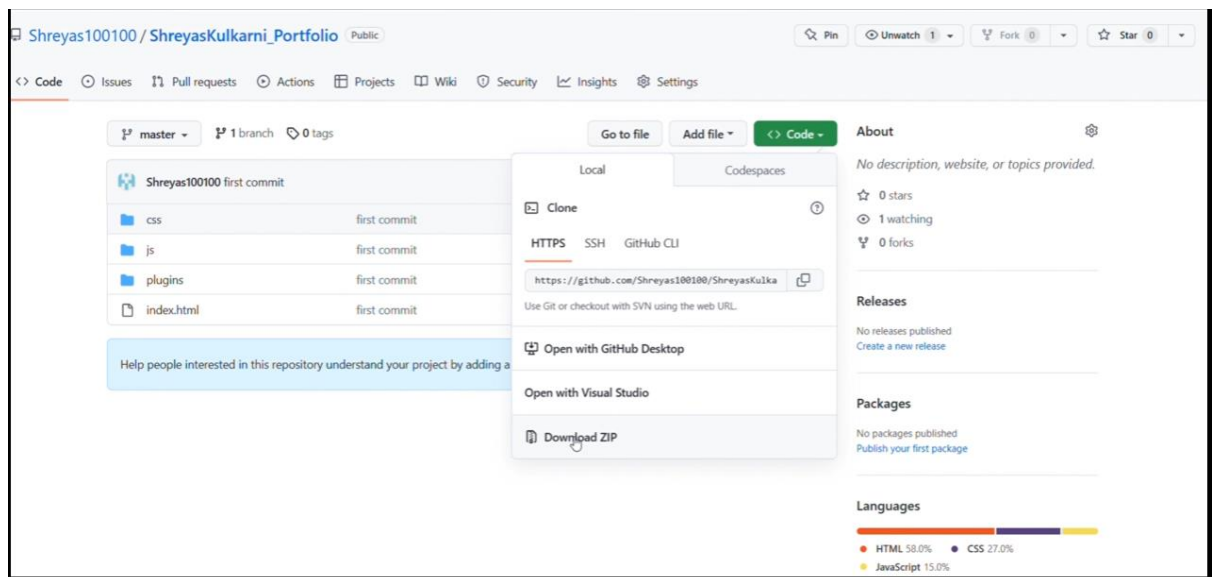 Shreyas100100 / ShreyasKulkarni_Portfolio Public
Pin Unwatch 1 Fork 0 Star 0
<> Code Issues Pull requests Actions Projects Wiki Security Insights Settings
master 1 branch 0 tags
Go to file Add file <> Code
Shreyas100100 first commit
css first commit
js first commit
plugins first commit
index.html first commit
Help people interested in this repository understand your project by adding a
Local Codespaces
Clone
HTTPS SSH GitHub CLI
https://github.com/Shreyas100100/ShreyasKulka
Use Git or checkout with SVN using the web URL.
Open with GitHub Desktop
Open with Visual Studio
Download ZIP
About
No description, website, or topics provided.
0 stars
1 watching
0 forks
Releases
No releases published
Create a new release
Packages
No packages published
Publish your first package
Languages
HTML 58.0% CSS 27.0%
JavaScript 15.0%